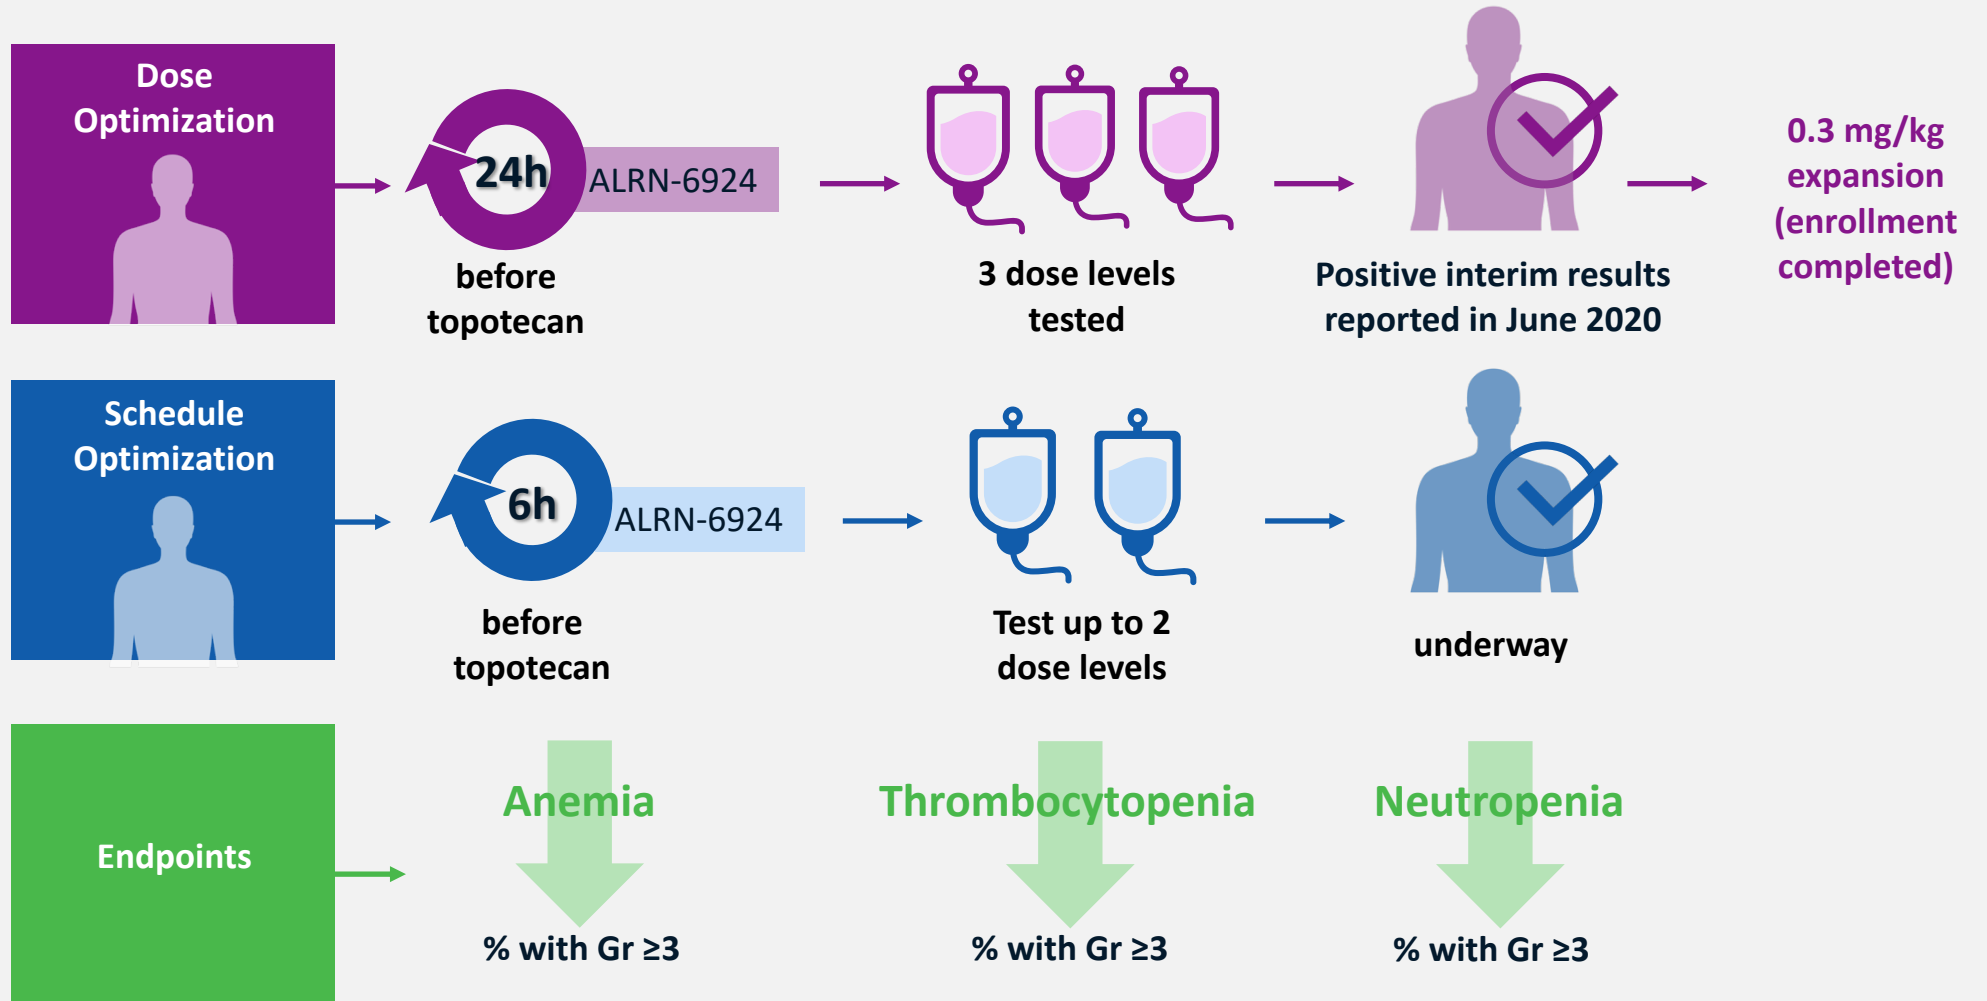 Dose
Optimization
24h
ALRN-6924
before
topotecan
3 dose levels
tested
Positive interim results
reported in June 2020
0.3 mg/kg
expansion
(enrollment
completed)
Schedule
Optimization
6h
ALRN-6924
before
topotecan
Test up to 2
dose levels
underway
Endpoints
Anemia
% with Gr ≥3
Thrombocytopenia
% with Gr ≥3
Neutropenia
% with Gr ≥3